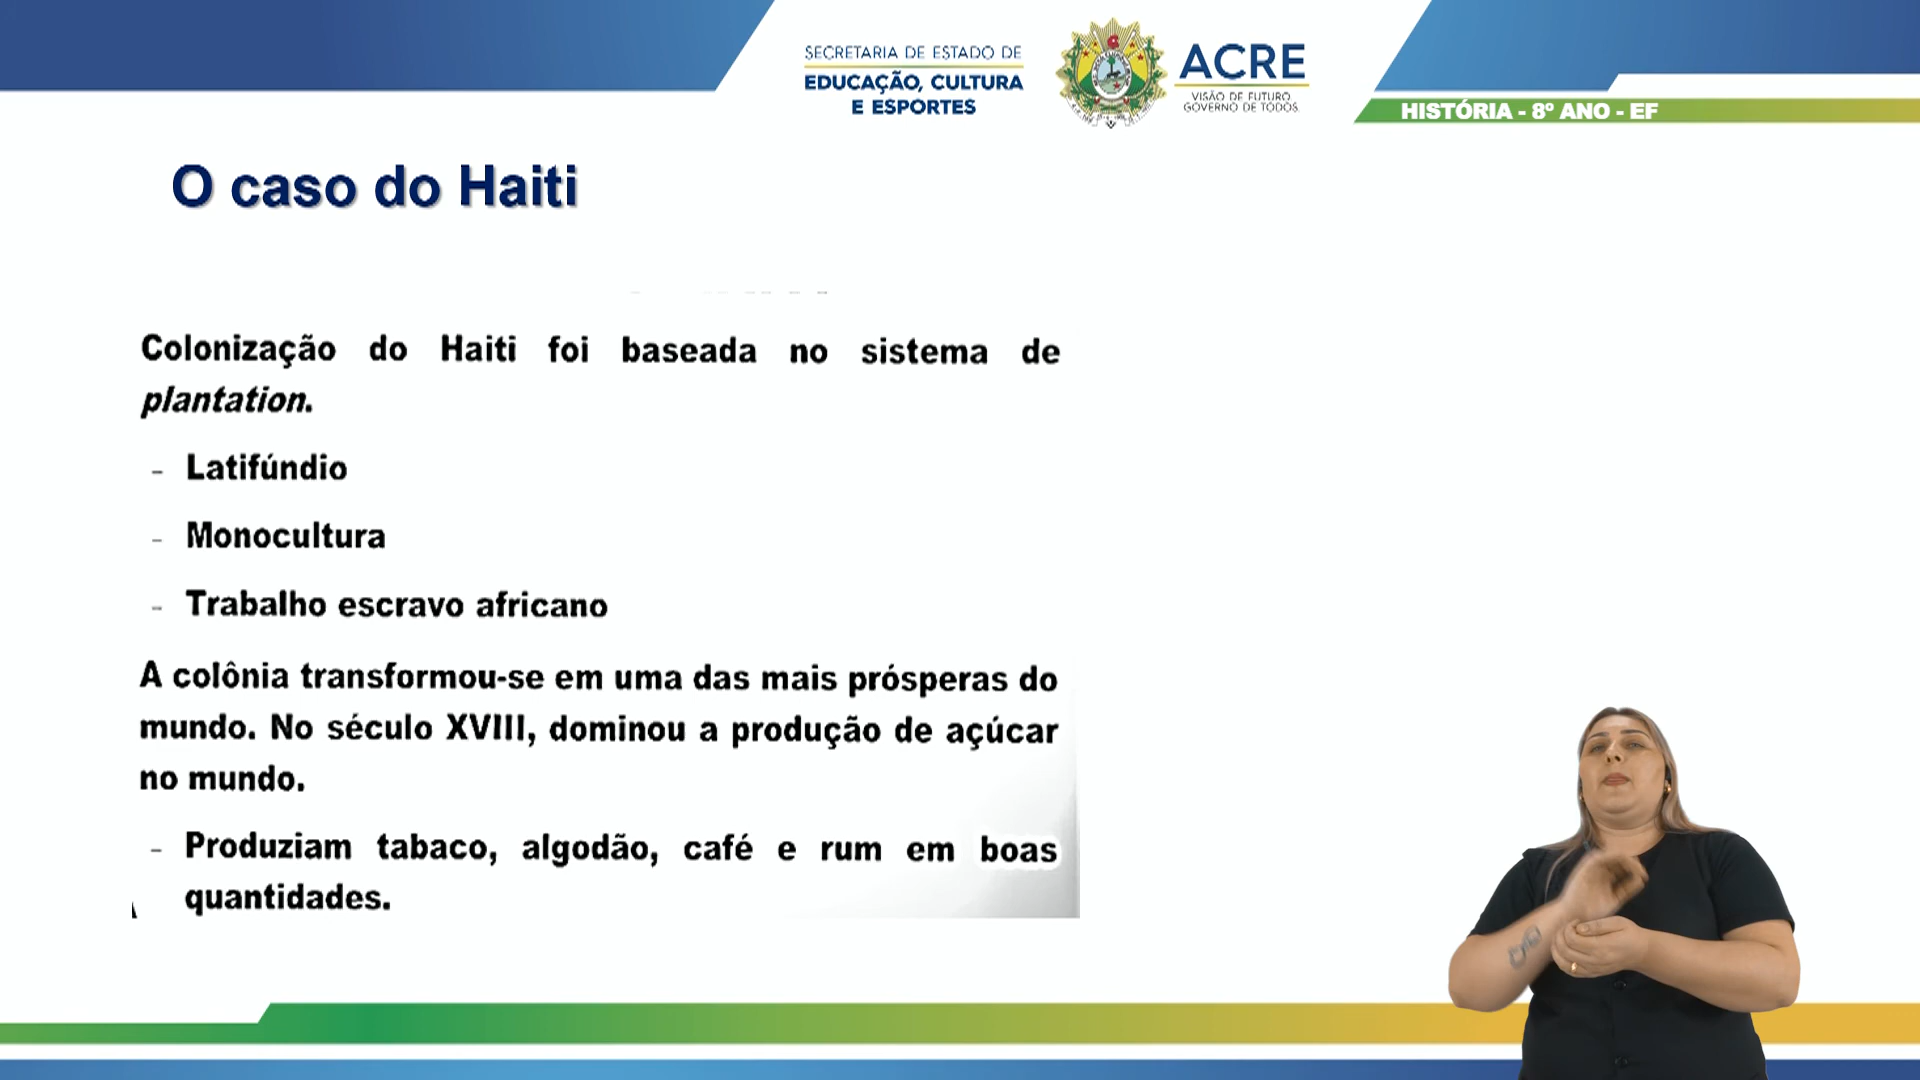 SECRETARIA DE ESTADO DE
EDUCAÇÃO, CULTURA
E ESPORTES
ACRE
VISÃO DE FUTURO
GOVERNO DE TODOS
HISTÓRIA - 8º ANO - EF
O caso do Haiti
Colonização do Haiti foi baseada no sistema de
plantation.
- Latifúndio
- Monocultura
- Trabalho escravo africano
A colônia transformou-se em uma das mais prósperas do
mundo. No século XVIII, dominou a produção de açúcar
no mundo.
- Produziam tabaco, algodão, café e rum em boas
quantidades.